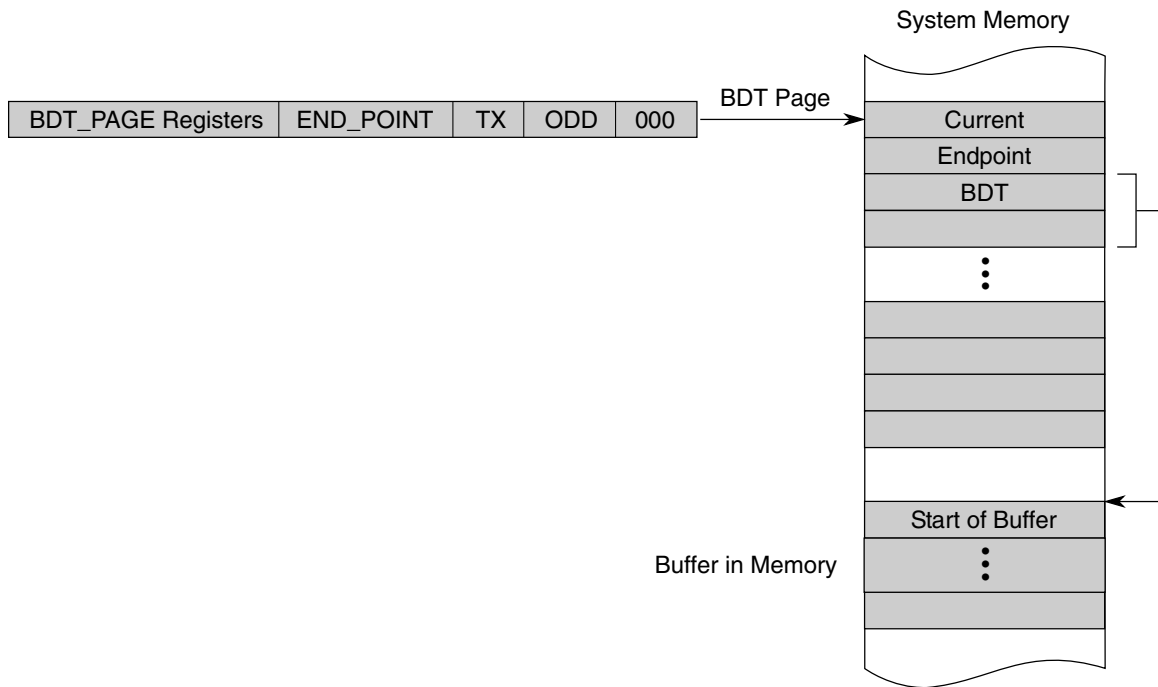 System Memory
BDT_PAGE Registers END_POINT TX ODD 000
BDT Page
Current
Endpoint
BDT
Start of Buffer
Buffer in Memory